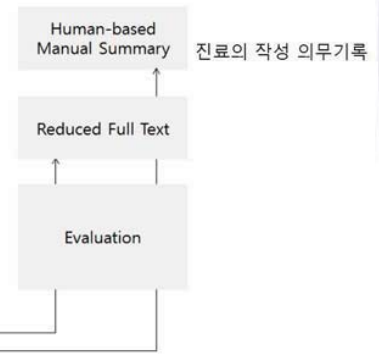 Human-based
Manual Summary
진료의 작성 의무기록
Reduced Full Text
Evaluation